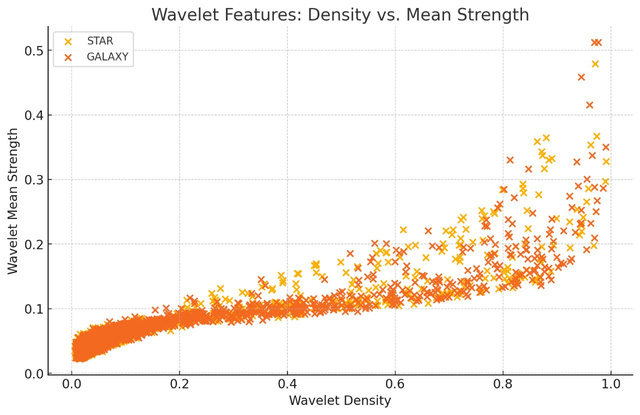 Wavelet Features: Density vs. Mean Strength
STAR
GALAXY
0.5
0.4
0.3
0.2
0.1
0.0
Wavelet Mean Strength
0.0 0.2 0.4 0.6 0.8 1.0
Wavelet Density